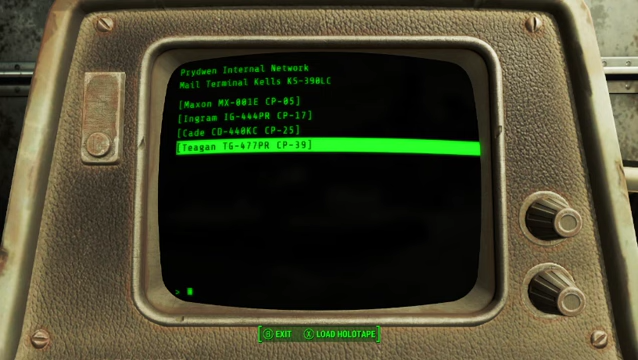 Prydwen Internal Network
Mail Terminal Kells KS-390LC
[Maxon MX-001E CP-05]
[Ingram IG-444PR CP-17]
[Cade CD-440KC CP-25]
[Teagan TG-477PR CP-39]
>
[B) EXIT X) LOAD HOLOTAPE]